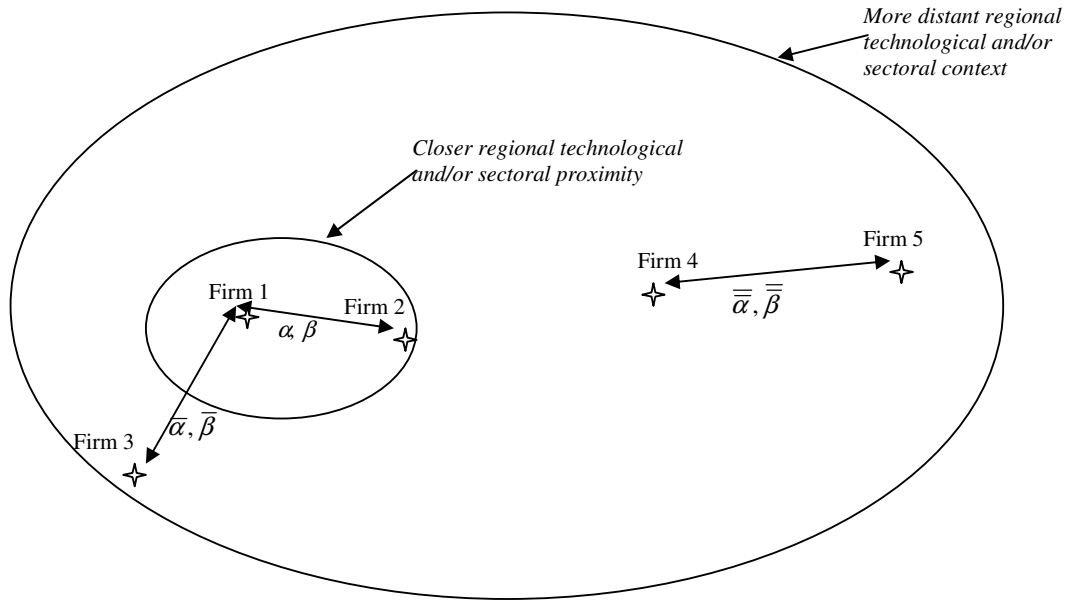 More distant regional
technological and/or
sectoral context
Closer regional technological
and/or sectoral proximity
Firm 5
Firm 4
α̿, β̿
Firm 1
Firm 2
α, β
α̅, β̅
Firm 3